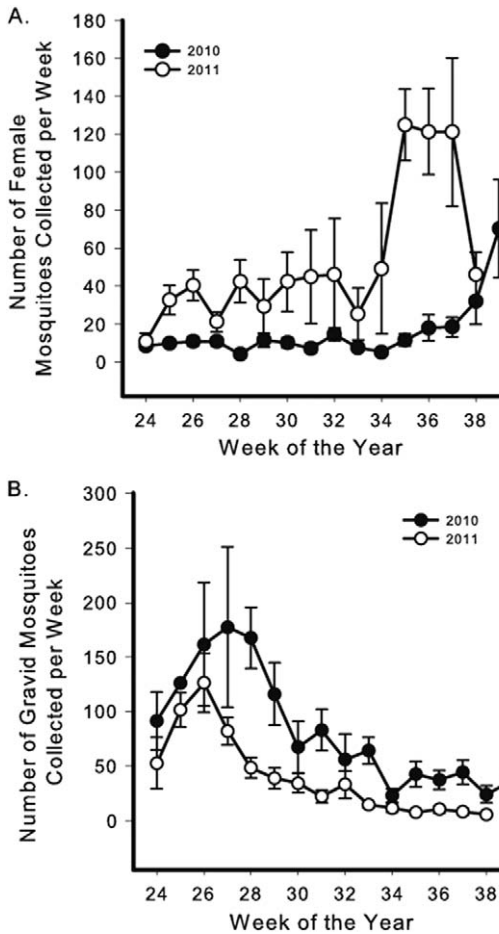 A.
180
160
140
120
100
80
60
40
20
0
Number of Female
Mosquitoes Collected per Week
2010
2011
24 26 28 30 32 34 36 38
Week of the Year
B.
300
250
200
150
100
50
0
Number of Gravid Mosquitoes
Collected per Week
2010
2011
24 26 28 30 32 34 36 38
Week of the Year